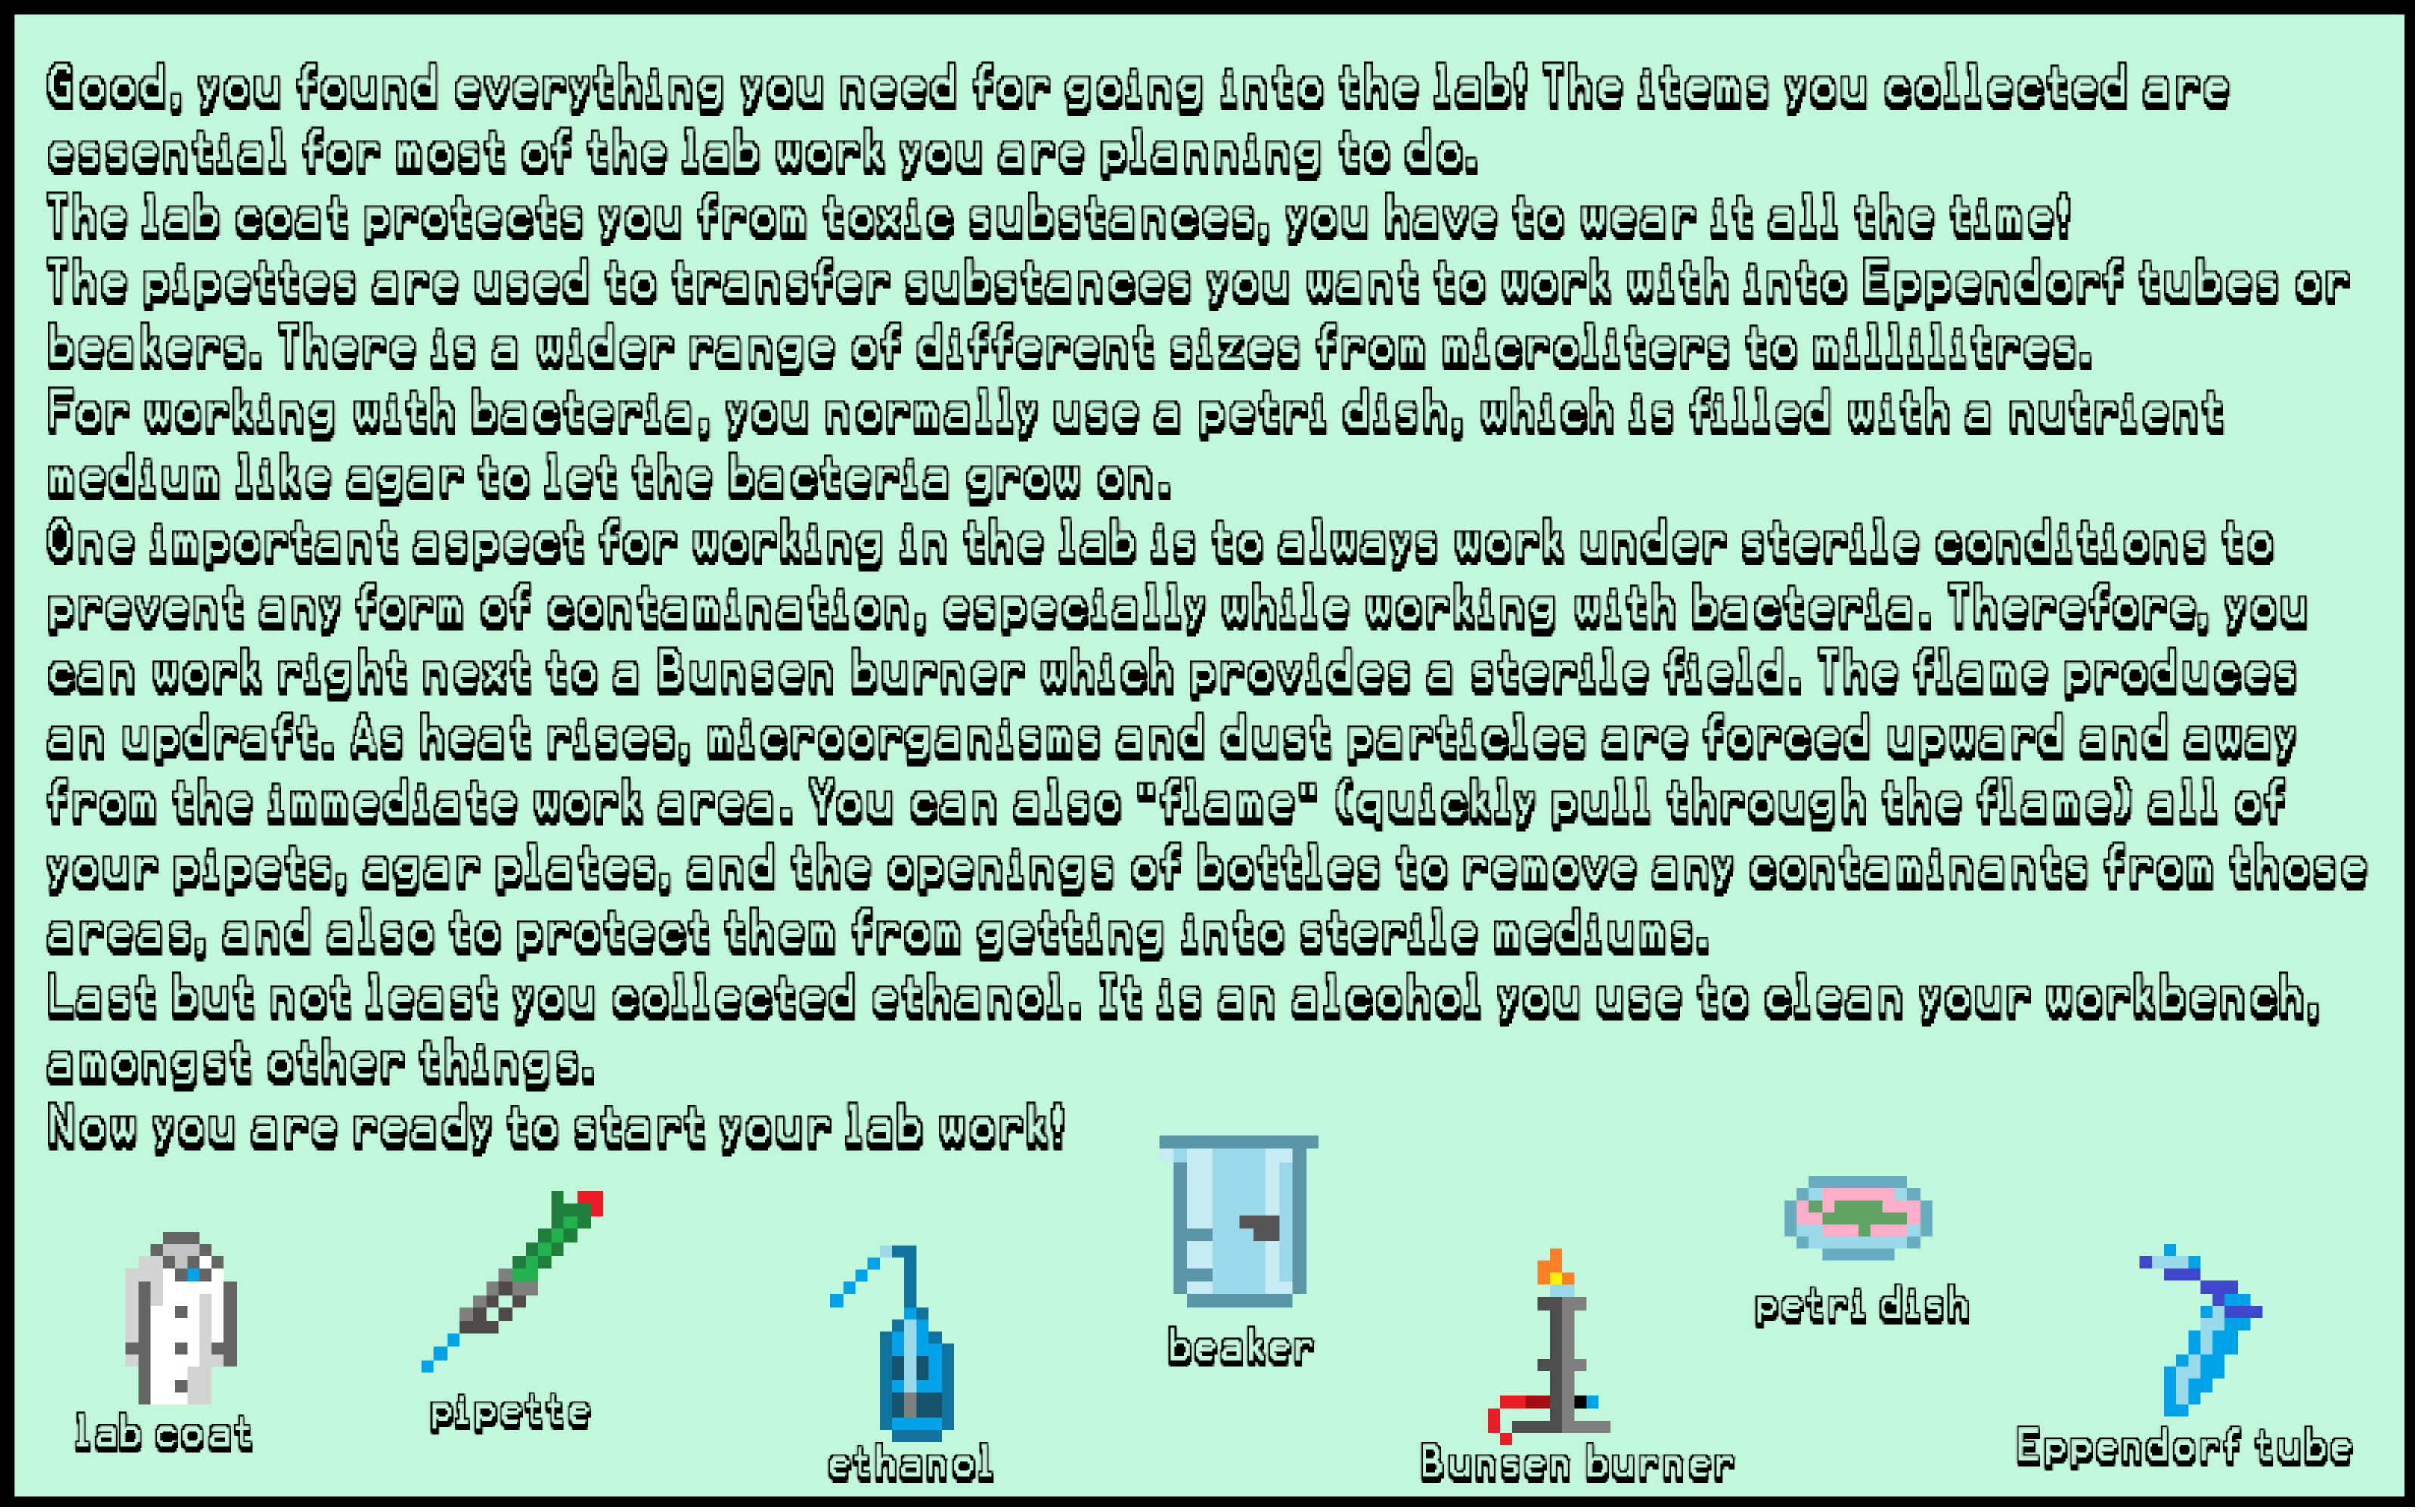 Good, you found everything you need for going into the lab! The items you collected are
essential for most of the lab work you are planning to do.
The lab coat protects you from toxic substances, you have to wear it all the time!
The pipettes are used to transfer substances you want to work with into Eppendorf tubes or
beakers. There is a wider range of different sizes from microliters to millilitres.
For working with bacteria, you normally use a petri dish, which is filled with a nutrient
medium like agar to let the bacteria grow on.
One important aspect for working in the lab is to always work under sterile conditions to
prevent any form of contamination, especially while working with bacteria. Therefore, you
can work right next to a Bunsen burner which provides a sterile field. The flame produces
an updraft. As heat rises, microorganisms and dust particles are forced upward and away
from the immediate work area. You can also "flame" (quickly pull through the flame) all of
your pipets, agar plates, and the openings of bottles to remove any contaminants from those
areas, and also to protect them from getting into sterile mediums.
Last but not least you collected ethanol. It is an alcohol you use to clean your workbench,
amongst other things.
Now you are ready to start your lab work!
lab coat
pipette
ethanol
beaker
Bunsen burner
petri dish
Eppendorf tube